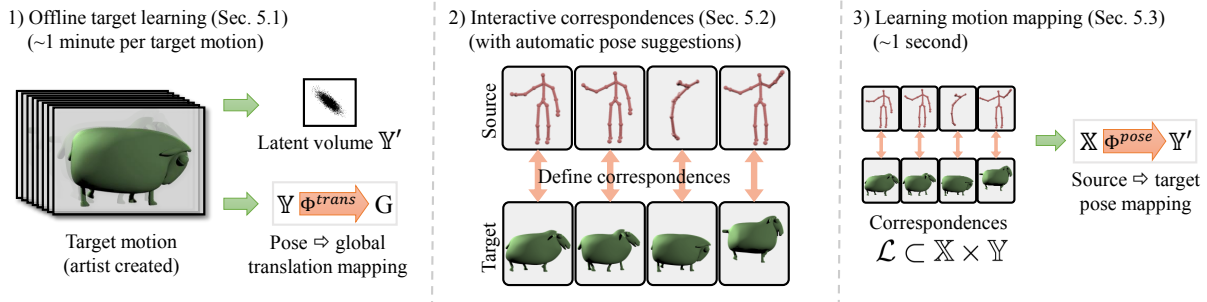 1) Offline target learning (Sec. 5.1)
(~1 minute per target motion)
Latent volume 𝕐′
𝕐 Φ^trans G
Target motion
(artist created)
Pose ⇨ global
translation mapping
2) Interactive correspondences (Sec. 5.2)
(with automatic pose suggestions)
Source
Define correspondences
Target
3) Learning motion mapping (Sec. 5.3)
(~1 second)
𝕏 Φ^pose 𝕐′
Source ⇨ target
pose mapping
Correspondences
ℒ ⊂ 𝕏 × 𝕐